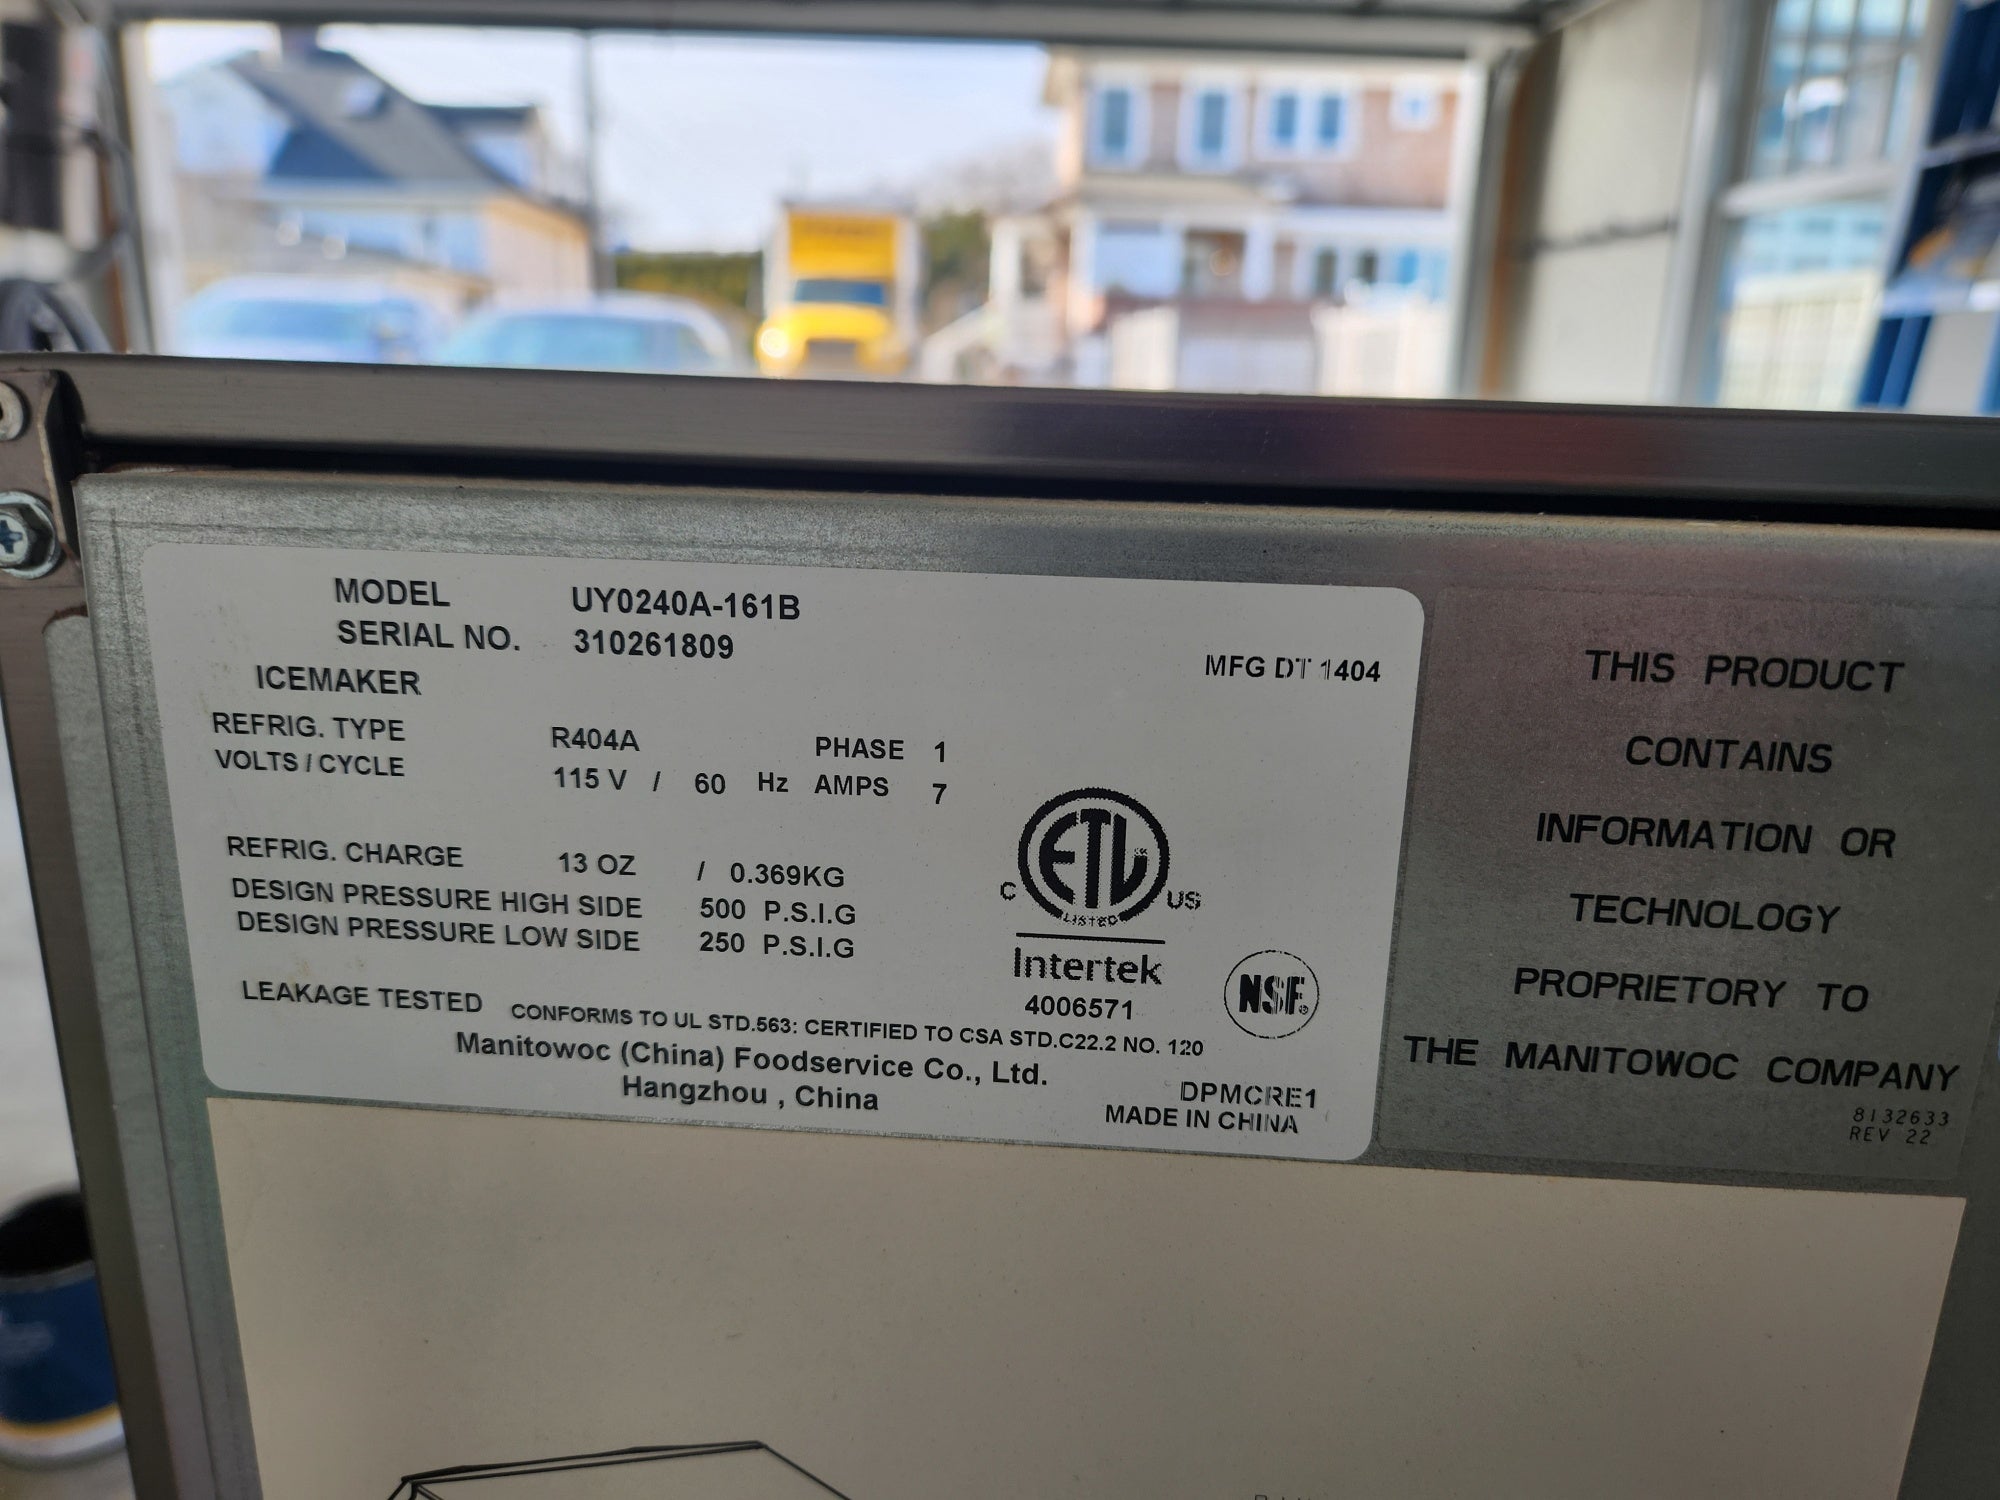 MODEL UY0240A-161B
SERIAL NO. 310261809
MFG DT 1404
ICEMAKER
REFRIG. TYPE R404A PHASE 1
VOLTS / CYCLE 115 V / 60 Hz AMPS 7
REFRIG. CHARGE 13 OZ / 0.369KG
DESIGN PRESSURE HIGH SIDE 500 P.S.I.G
DESIGN PRESSURE LOW SIDE 250 P.S.I.G
C ETL US
LISTED
Intertek
4006571
NSF
LEAKAGE TESTED CONFORMS TO UL STD.563: CERTIFIED TO CSA STD.C22.2 NO. 120
Manitowoc (China) Foodservice Co., Ltd.
Hangzhou , China
DPMCRE1
MADE IN CHINA
THIS PRODUCT
CONTAINS
INFORMATION OR
TECHNOLOGY
PROPRIETORY TO
THE MANITOWOC COMPANY
8132633
REV 22